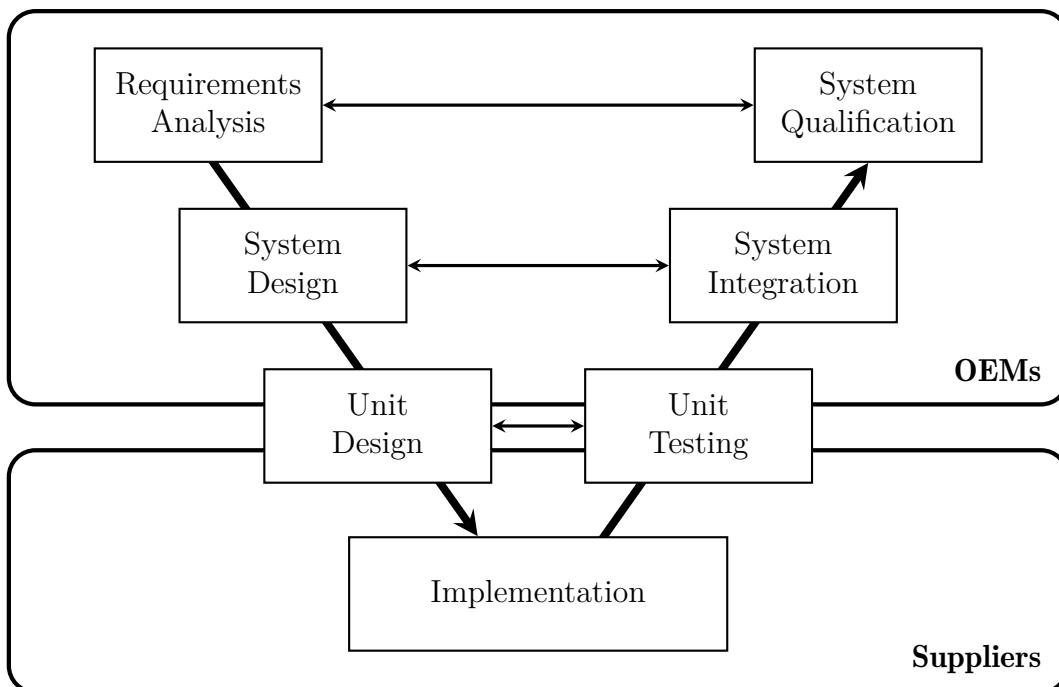 Requirements
Analysis
System
Qualification
System
Design
System
Integration
OEMs
Unit
Design
Unit
Testing
Implementation
Suppliers